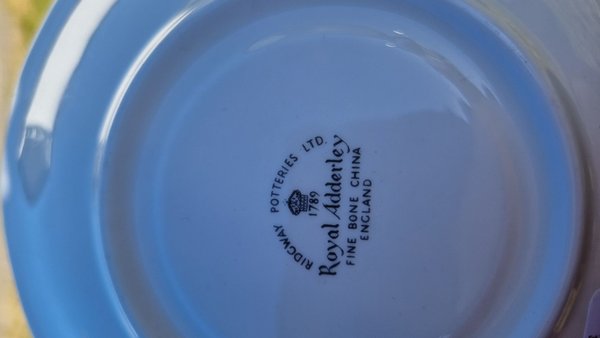 RIDGWAY POTTERIES LTD.
1789
Royal Adderley
FINE BONE CHINA
ENGLAND